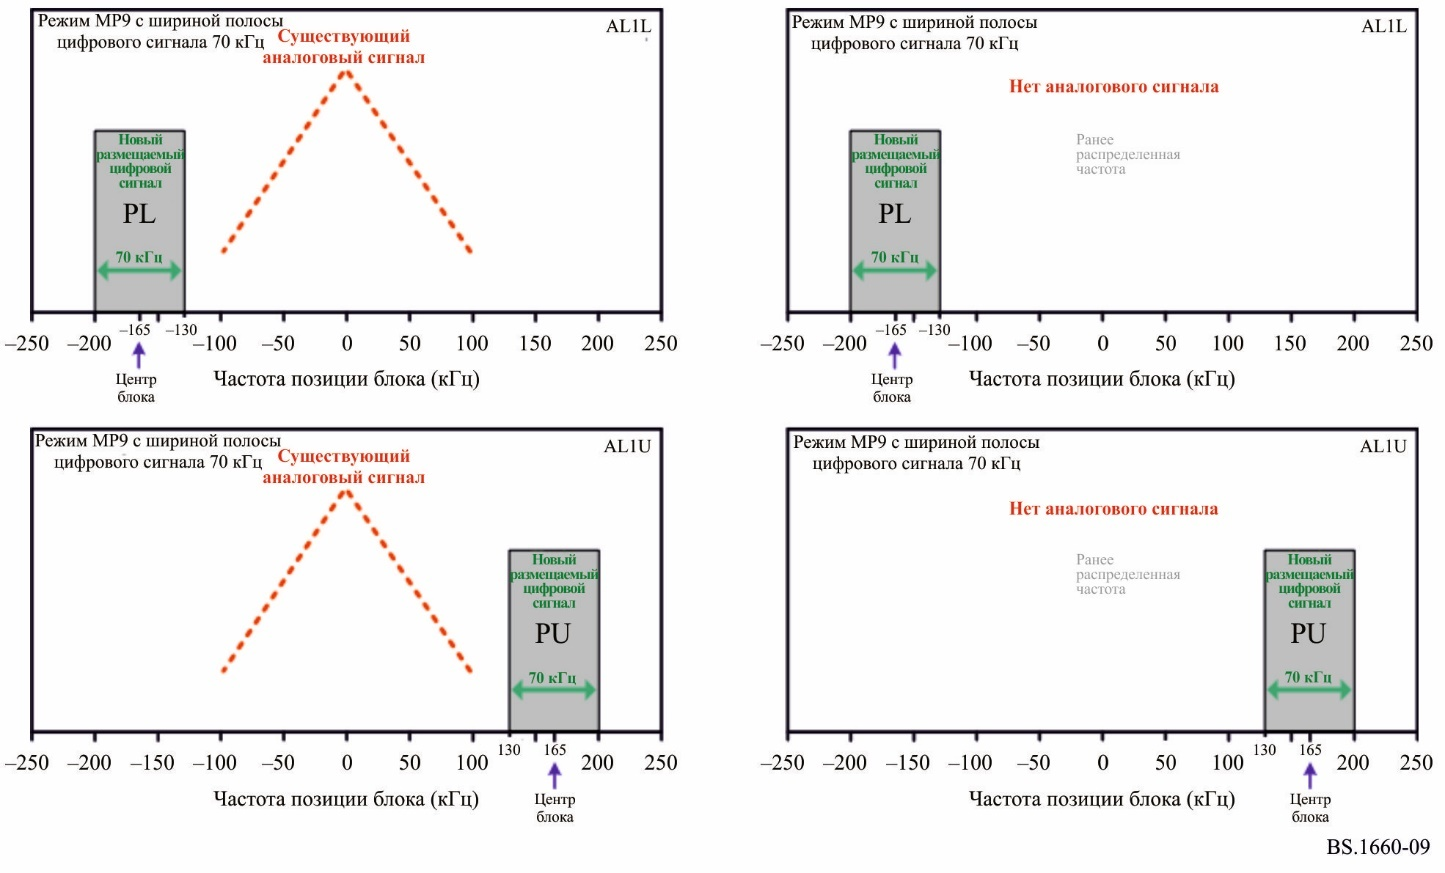 Режим MP9 с шириной полосы
цифрового сигнала 70 кГц
AL1L
Существующий
аналоговый сигнал
Новый
размещаемый
цифровой
сигнал
PL
70 кГц
–165 –130
–250 –200 –100 –50 0 50 100 150 200 250
Центр
блока
Частота позиции блока (кГц)
Режим MP9 с шириной полосы
цифрового сигнала 70 кГц
AL1L
Нет аналогового сигнала
Ранее
распределенная
частота
Новый
размещаемый
цифровой
сигнал
PL
70 кГц
–165 –130
–250 –200 –100 –50 0 50 100 150 200 250
Центр
блока
Частота позиции блока (кГц)
Режим MP9 с шириной полосы
цифрового сигнала 70 кГц
AL1U
Существующий
аналоговый сигнал
Новый
размещаемый
цифровой
сигнал
PU
70 кГц
130 165
–250 –200 –150 –100 –50 0 50 100 200 250
Частота позиции блока (кГц)
Центр
блока
Режим MP9 с шириной полосы
цифрового сигнала 70 кГц
AL1U
Нет аналогового сигнала
Ранее
распределенная
частота
Новый
размещаемый
цифровой
сигнал
PU
70 кГц
130 165
–250 –200 –150 –100 –50 0 50 100 200 250
Частота позиции блока (кГц)
Центр
блока
BS.1660-09